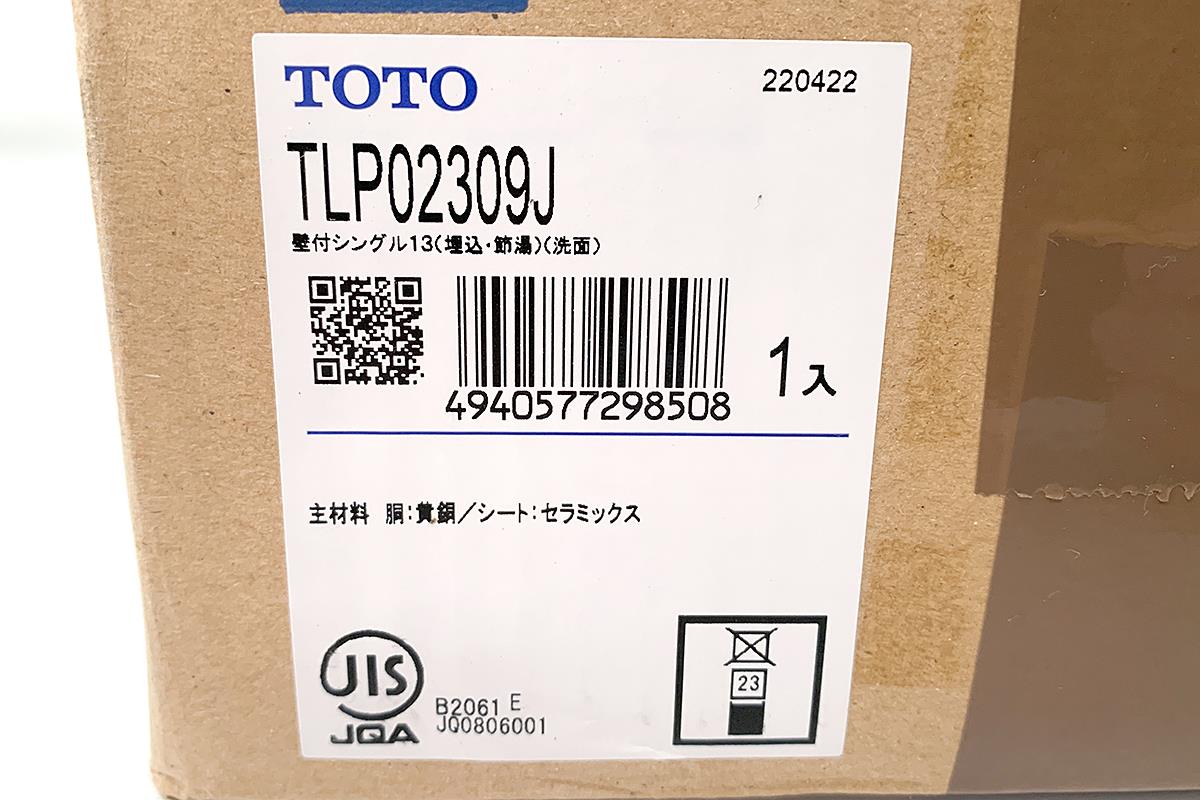 TOTO
220422
TLP02309J
壁付シングル13(埋込・節湯)(洗面)
4940577298508
1入
主材料 胴:黄銅/シート:セラミックス
JIS
JQA
B2061 E
JQ0806001
23